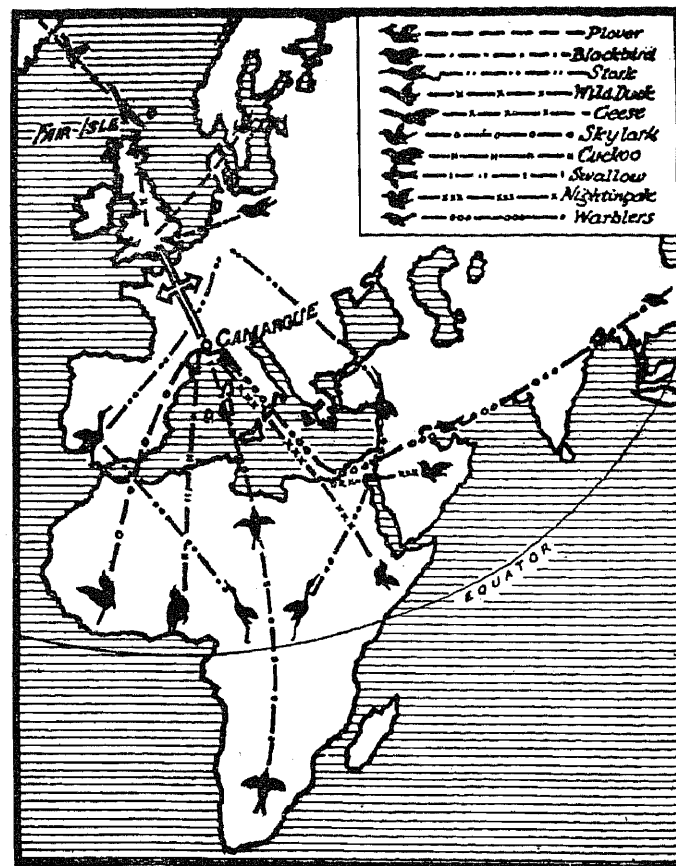 Plover
Blackbird
Stork
Wild Duck
Geese
Skylark
Cuckoo
Swallow
Nightingale
Warblers
FAIR-ISLE
CAMARGUE
EQUATOR